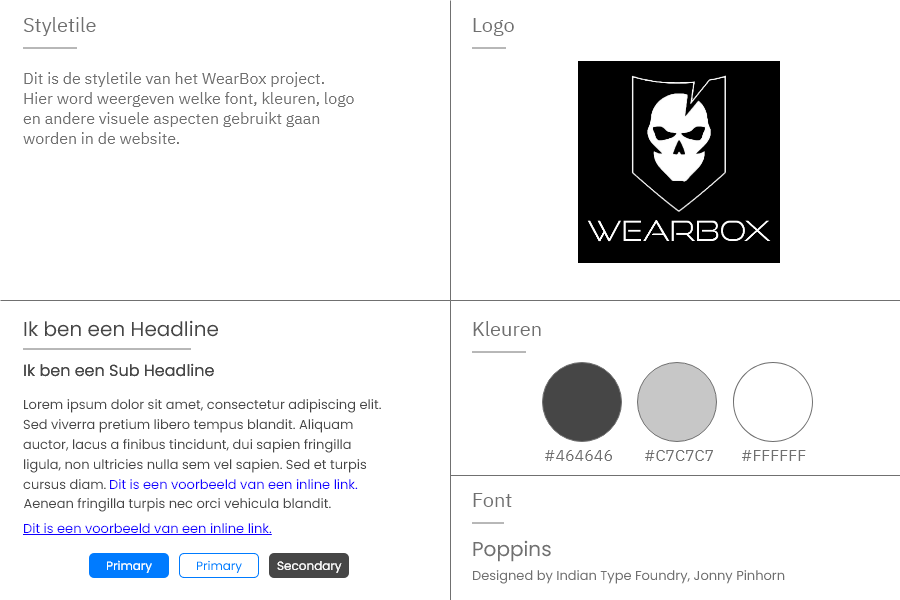 Styletile
Dit is de styletile van het WearBox project.
Hier word weergeven welke font, kleuren, logo
en andere visuele aspecten gebruikt gaan
worden in de website.
Logo
WEARBOX
Ik ben een Headline
Ik ben een Sub Headline
Lorem ipsum dolor sit amet, consectetur adipiscing elit.
Sed viverra pretium libero tempus blandit. Aliquam
auctor, lacus a finibus tincidunt, dui sapien fringilla
ligula, non ultricies nulla sem vel sapien. Sed et turpis
cursus diam. Dit is een voorbeeld van een inline link.
Aenean fringilla turpis nec orci vehicula blandit.
Dit is een voorbeeld van een inline link.
Primary Primary Secondary
Kleuren
#464646 #C7C7C7 #FFFFFF
Font
Poppins
Designed by Indian Type Foundry, Jonny Pinhorn